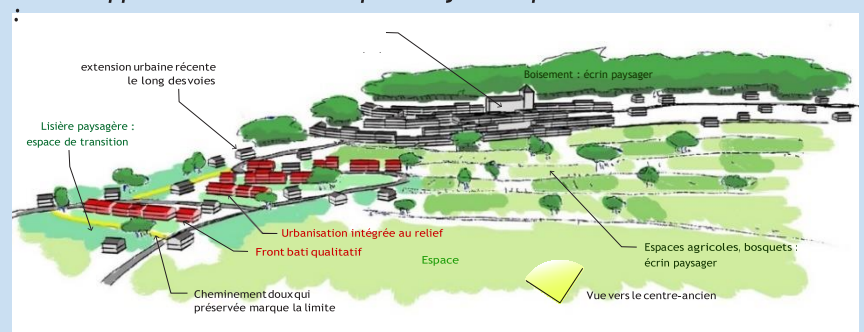 :
extension urbaine récente
le long des voies
Boisement : écrin paysager
Lisière paysagère :
espace de transition
Urbanisation intégrée au relief
Front bati qualitatif
Espace
Espaces agricoles, bosquets :
écrin paysager
Cheminement doux qui
préservée marque la limite
Vue vers le centre-ancien